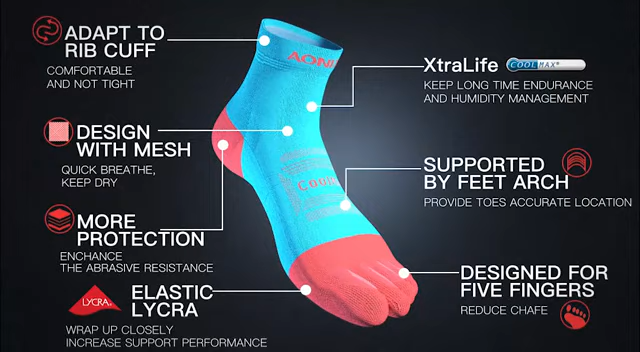 ADAPT TO
RIB CUFF
COMFORTABLE
AND NOT TIGHT
DESIGN
WITH MESH
QUICK BREATHE,
KEEP DRY
MORE
PROTECTION
ENCHANCE
THE ABRASIVE RESISTANCE
LYCRA
ELASTIC
LYCRA
WRAP UP CLOSELY
INCREASE SUPPORT PERFORMANCE
XtraLife COOLMAX®
KEEP LONG TIME ENDURANCE
AND HUMIDITY MANAGEMENT
SUPPORTED
BY FEET ARCH
PROVIDE TOES ACCURATE LOCATION
DESIGNED FOR
FIVE FINGERS
REDUCE CHAFE